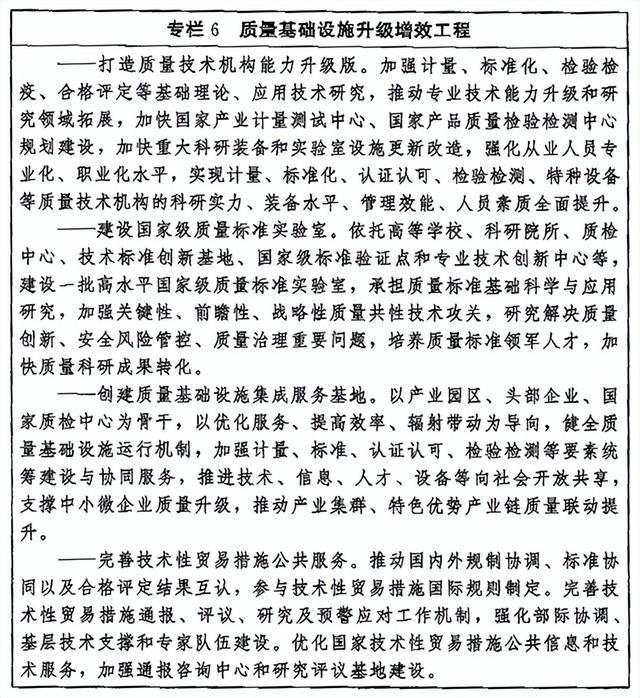 专栏 6　质量基础设施升级增效工程
——打造质量技术机构能力升级版。加强计量、标准化、检验检
疫、合格评定等基础理论、应用技术研究，推动专业技术能力升级和研
究领域拓展，加快国家产业计量测试中心、国家产品质量检验检测中心
规划建设，加快重大科研装备和实验室设施更新改造，强化从业人员专
业化、职业化水平，实现计量、标准化、认证认可、检验检测、特种设备
等质量技术机构的科研实力、装备水平、管理效能、人员素质全面提升。
——建设国家级质量标准实验室。依托高等学校、科研院所、质检
中心、技术标准创新基地、国家级标准验证点和专业技术创新中心等，
建设一批高水平国家级质量标准实验室，承担质量标准基础科学与应用
研究，加强关键性、前瞻性、战略性质量共性技术攻关，研究解决质量
创新、安全风险管控、质量治理重要问题，培养质量标准领军人才，加
快质量科研成果转化。
——创建质量基础设施集成服务基地。以产业园区、头部企业、国
家质检中心为骨干，以优化服务、提高效率、辐射带动为导向，健全质
量基础设施运行机制，加强计量、标准、认证认可、检验检测等要素统
筹建设与协同服务，推进技术、信息、人才、设备等向社会开放共享，
支撑中小微企业质量升级，推动产业集群、特色优势产业链质量联动提
升。
——完善技术性贸易措施公共服务。推动国内外规制协调、标准协
同以及合格评定结果互认，参与技术性贸易措施国际规则制定。完善技
术性贸易措施通报、评议、研究及预警应对工作机制，强化部际协调、
基层技术支撑和专家队伍建设。优化国家技术性贸易措施公共信息和技
术服务，加强通报咨询中心和研究评议基地建设。